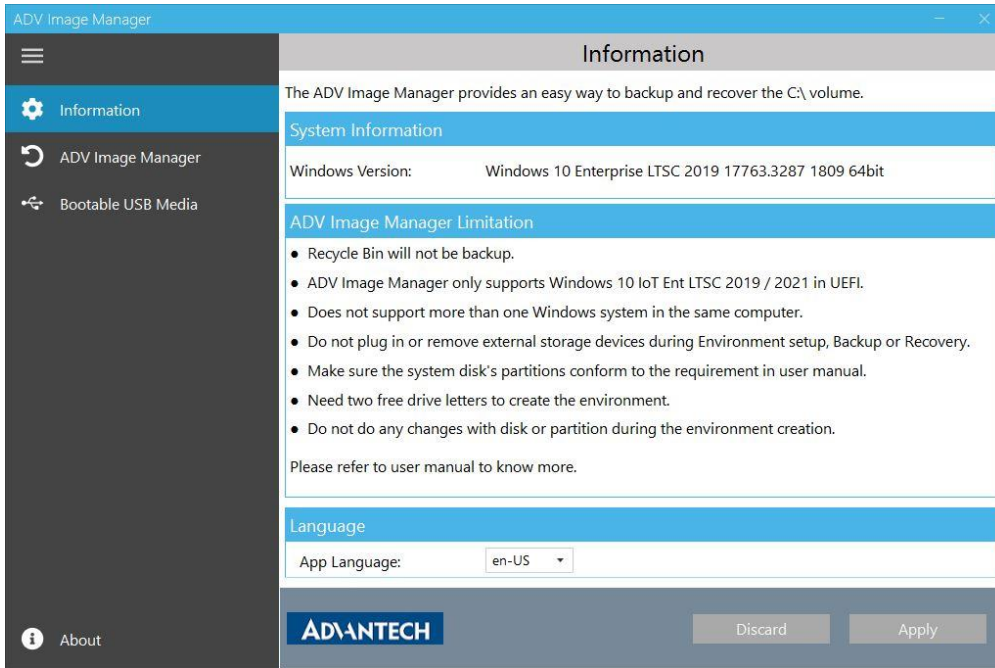 ADV Image Manager
Information
ADV Image Manager
Bootable USB Media
About
Information
The ADV Image Manager provides an easy way to backup and recover the C:\ volume.
System Information
Windows Version: Windows 10 Enterprise LTSC 2019 17763.3287 1809 64bit
ADV Image Manager Limitation
● Recycle Bin will not be backup.
● ADV Image Manager only supports Windows 10 IoT Ent LTSC 2019 / 2021 in UEFI.
● Does not support more than one Windows system in the same computer.
● Do not plug in or remove external storage devices during Environment setup, Backup or Recovery.
● Make sure the system disk's partitions conform to the requirement in user manual.
● Need two free drive letters to create the environment.
● Do not do any changes with disk or partition during the environment creation.
Please refer to user manual to know more.
Language
App Language: en-US
ADVANTECH
Discard Apply